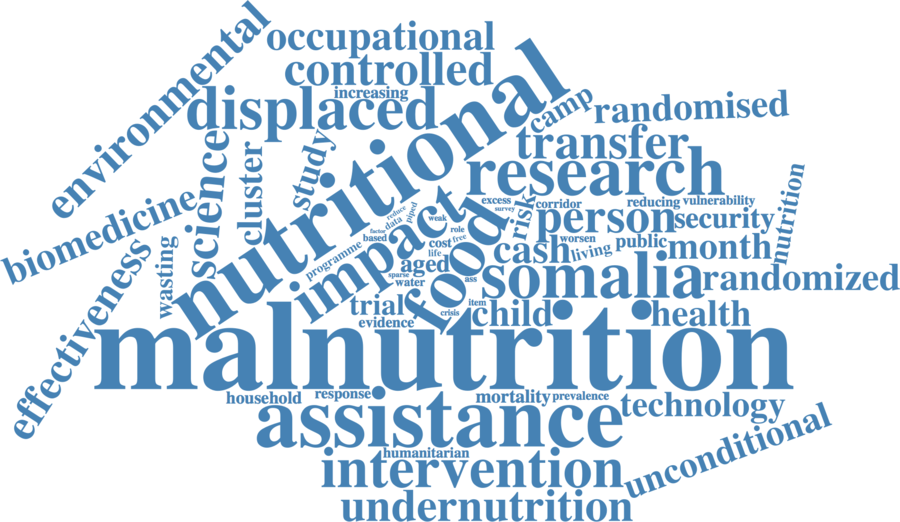 occupational
environmental
controlled
increasing
displaced
nutritional
camp
randomised
transfer
research
science
cluster
study
biomedicine
impact
reduce
data
piped
weak
factor
based
role
free
excess
survey
risk
corridor
reducing
vulnerability
nutrition
person
security
programme
cost
life
cash
worsen
living
public
month
effectiveness
wasting
aged
sparse
water
food
ass
somalia
randomized
trial
evidence
crisis
item
child
health
malnutrition
household
response
mortality
prevalence
assistance
technology
humanitarian
intervention
unconditional
undernutrition